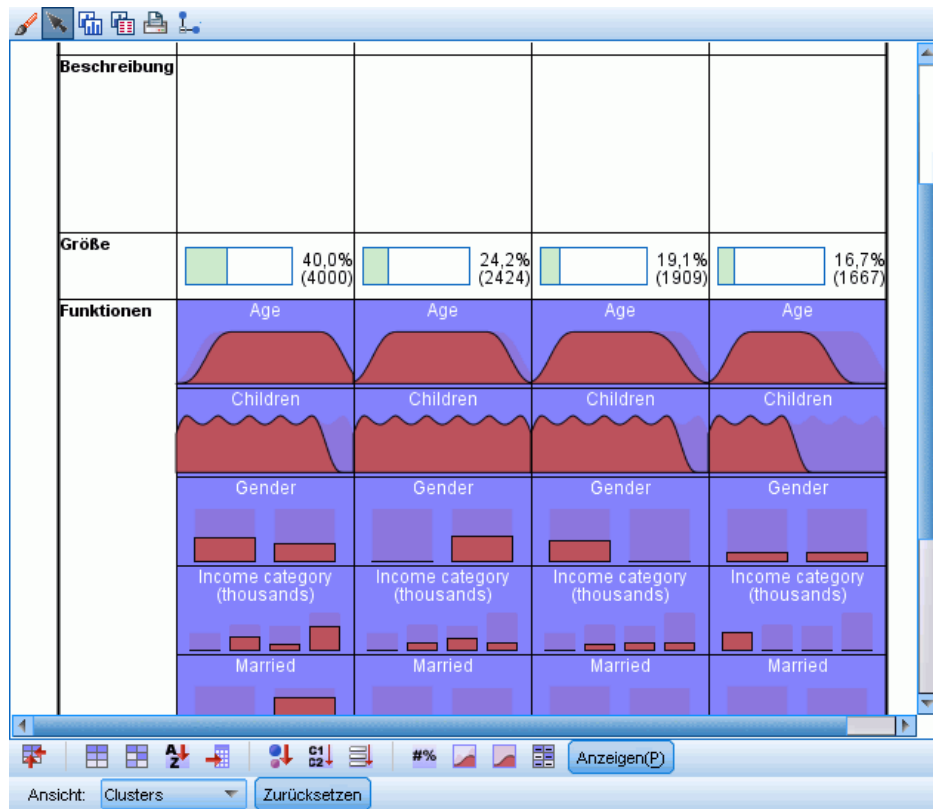 Beschreibung
Größe
40,0%
(4000)
24,2%
(2424)
19,1%
(1909)
16,7%
(1667)
Funktionen
Age
Age
Age
Age
Children
Children
Children
Children
Gender
Gender
Gender
Gender
Income category
(thousands)
Income category
(thousands)
Income category
(thousands)
Income category
(thousands)
Married
Married
Married
Married
A
Z
C1
C2
#%
Anzeigen(P)
Ansicht:
Clusters
Zurücksetzen